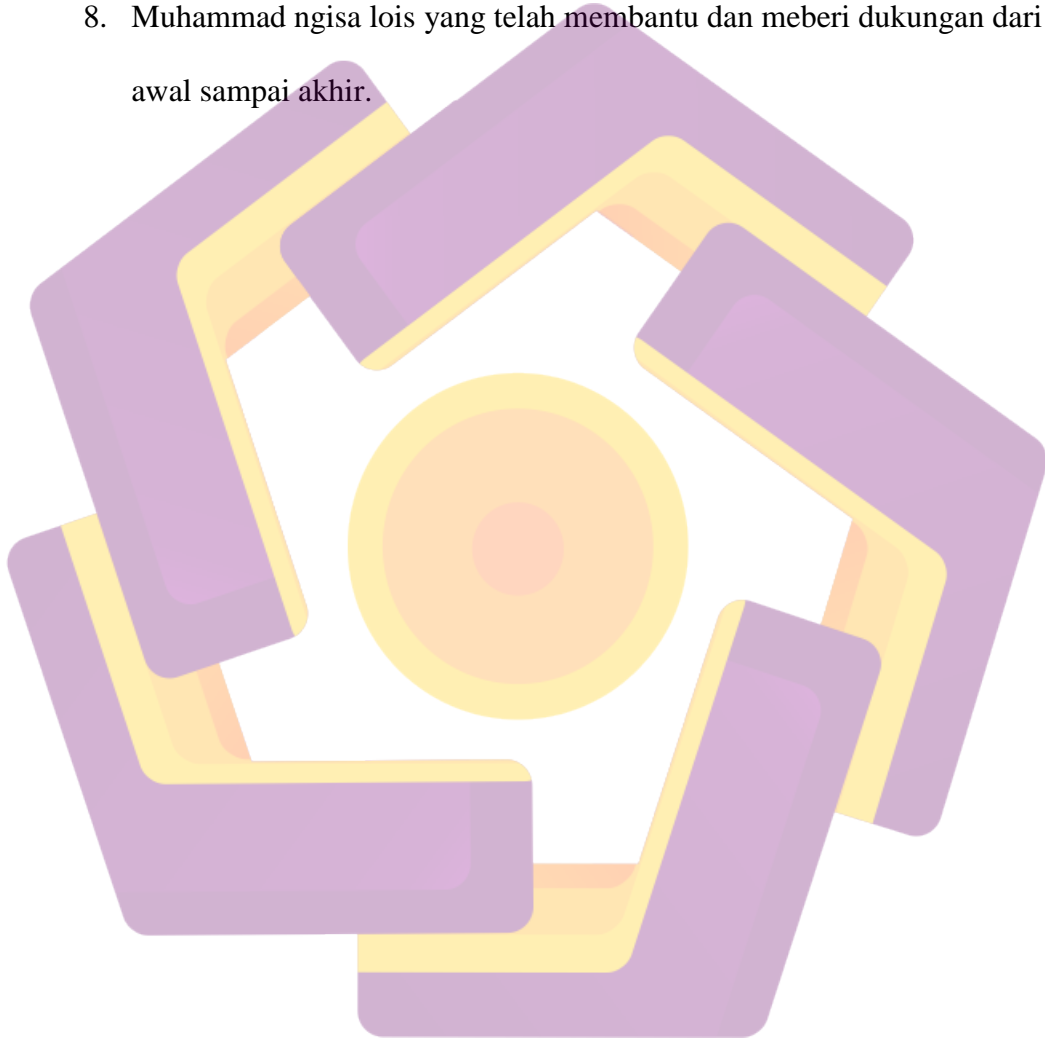 8. Muhammad ngisa lois yang telah membantu dan meberi dukungan dari
awal sampai akhir.